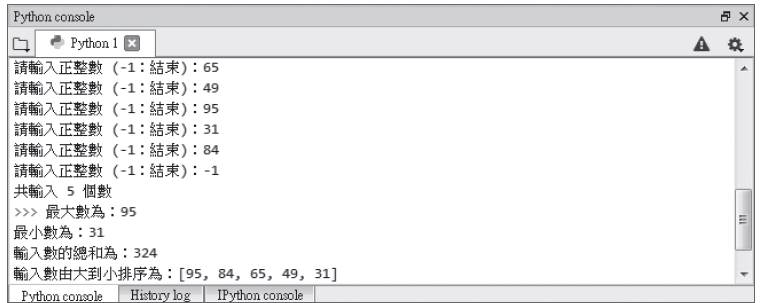 Python console
Python 1
請輸入正整數 (-1：結束)：65
請輸入正整數 (-1：結束)：49
請輸入正整數 (-1：結束)：95
請輸入正整數 (-1：結束)：31
請輸入正整數 (-1：結束)：84
請輸入正整數 (-1：結束)：-1
共輸入 5 個數
>>> 最大數為：95
最小數為：31
輸入數的總和為：324
輸入數由大到小排序為：[95, 84, 65, 49, 31]
Python console History log IPython console